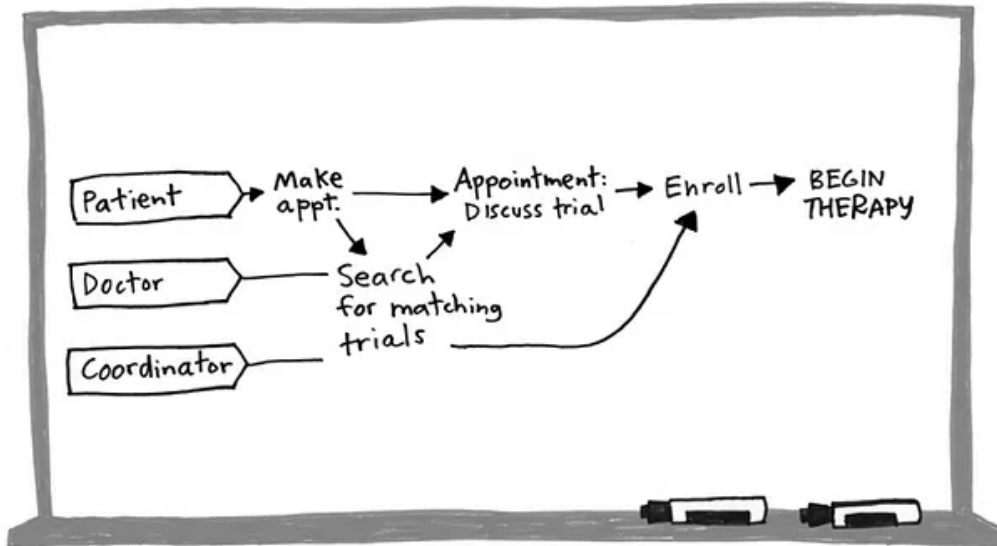 Patient
Make
appt.
Appointment:
Discuss trial
Enroll
BEGIN
THERAPY
Doctor
Search
for matching
trials
Coordinator